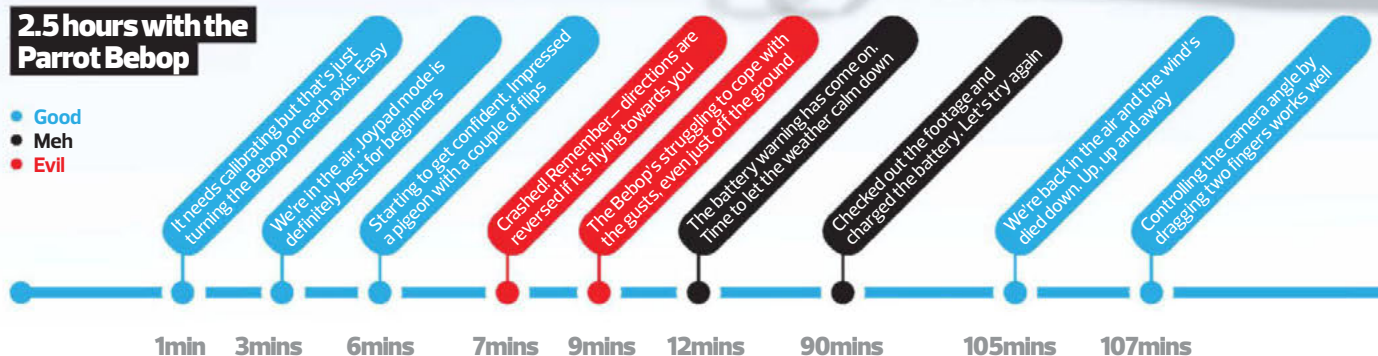 2.5 hours with the
Parrot Bebop
Good
Meh
Evil
It needs calibrating but that's just
turning the Bebop on each axis. Easy
We're in the air. Joypad mode is
definitely best for beginners
Starting to get confident. Impressed
a pigeon with a couple of flips
Crashed! Remember – directions are
reversed if it's flying towards you
The Bebop's struggling to cope with
the gusts, even just off the ground
The battery warning has come on.
Time to let the weather calm down
Checked out the footage and
charged the battery. Let's try again
We're back in the air and the wind's
died down. Up, up and away
Controlling the camera angle by
dragging two fingers works well
1min
3mins
6mins
7mins
9mins
12mins
90mins
105mins
107mins